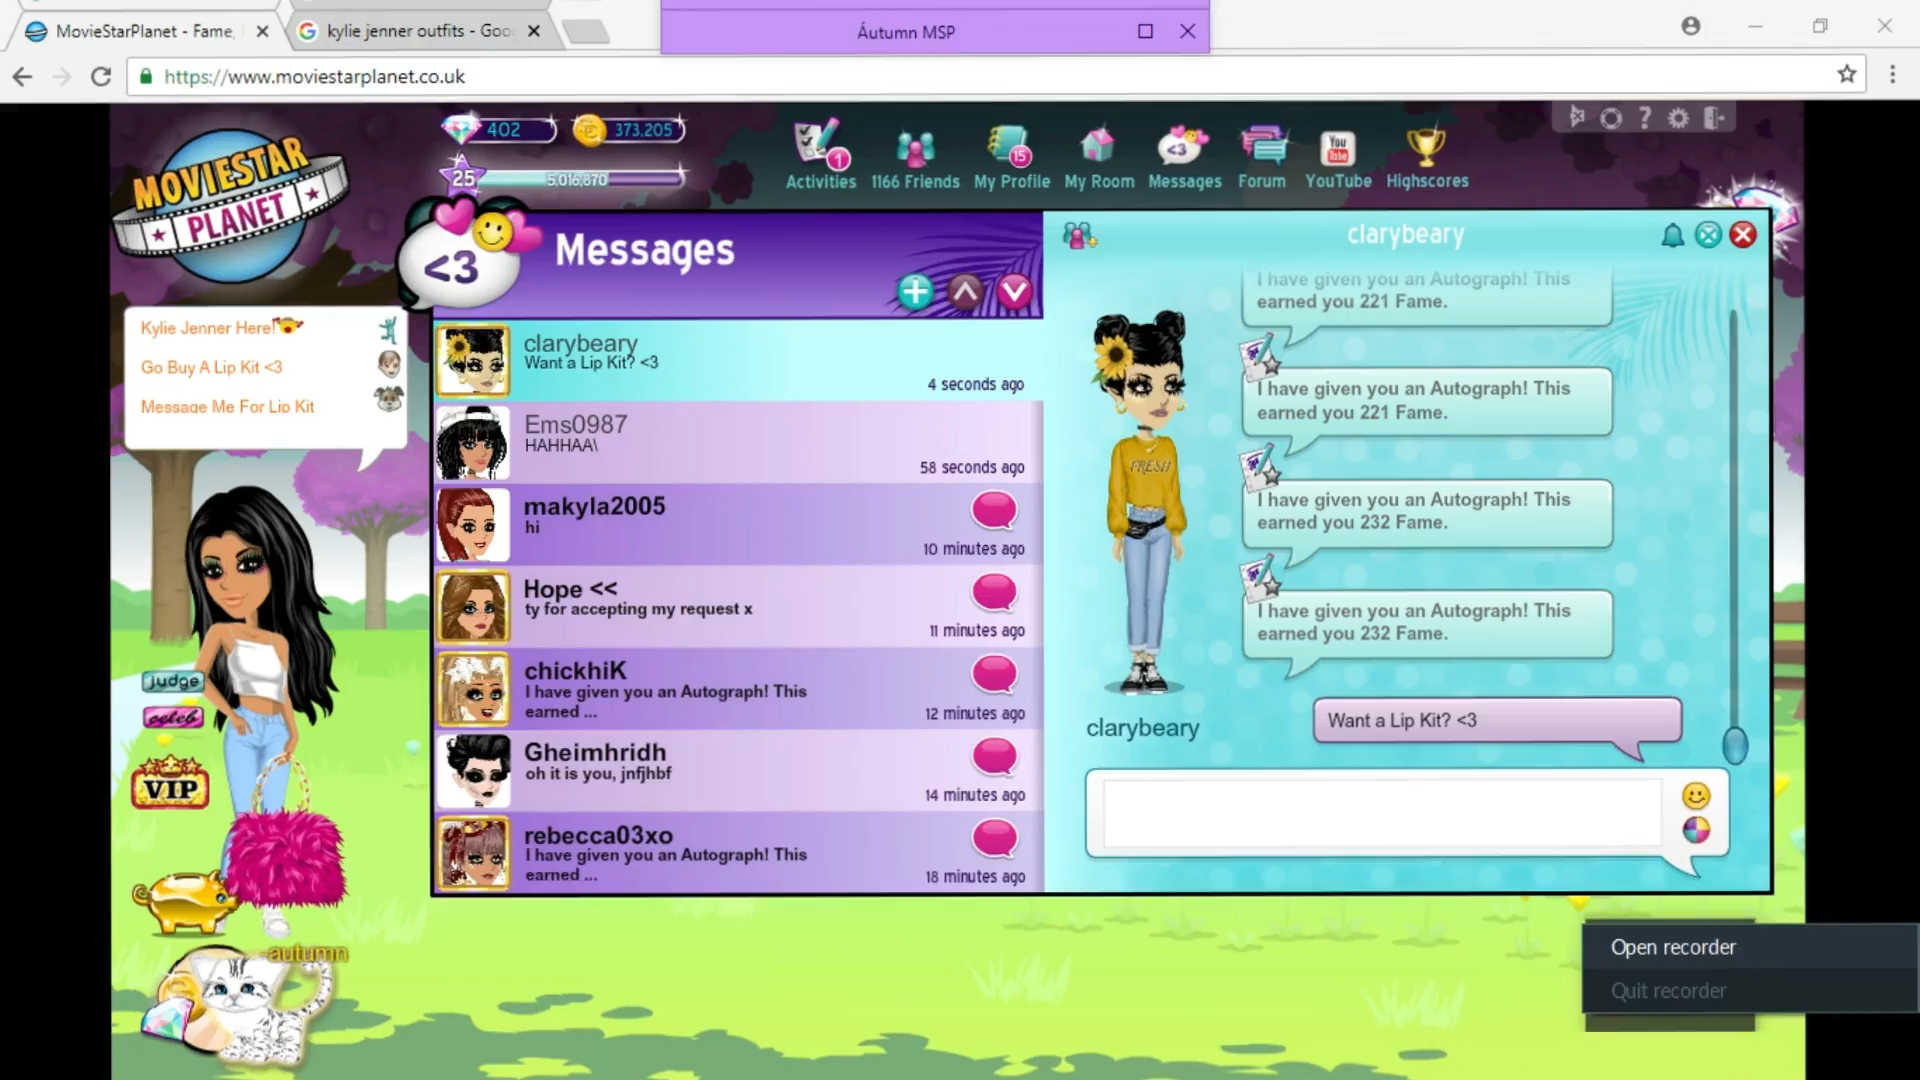 MovieStarPlanet - Fame,
kylie jenner outfits - Goo
Áutumn MSP
https://www.moviestarplanet.co.uk
MOVIESTAR
PLANET
402
373.205
25
5,016,870
1
Activities
1166 Friends
15
My Profile
My Room
<3
Messages
Forum
You
Tube
YouTube
Highscores
Kylie Jenner Here!
Go Buy A Lip Kit <3
Message Me For Lip Kit
judge
celeb
VIP
autumn
<3
Messages
clarybeary
Want a Lip Kit? <3
4 seconds ago
Ems0987
HAHHAA\
58 seconds ago
makyla2005
hi
10 minutes ago
Hope <<
ty for accepting my request x
11 minutes ago
chickhiK
I have given you an Autograph! This
earned ...
12 minutes ago
Gheimhridh
oh it is you, jnfjhbf
14 minutes ago
rebecca03xo
I have given you an Autograph! This
earned ...
18 minutes ago
clarybeary
I have given you an Autograph! This
earned you 221 Fame.
I have given you an Autograph! This
earned you 221 Fame.
I have given you an Autograph! This
earned you 232 Fame.
I have given you an Autograph! This
earned you 232 Fame.
FRESH
clarybeary
Want a Lip Kit? <3
Open recorder
Quit recorder